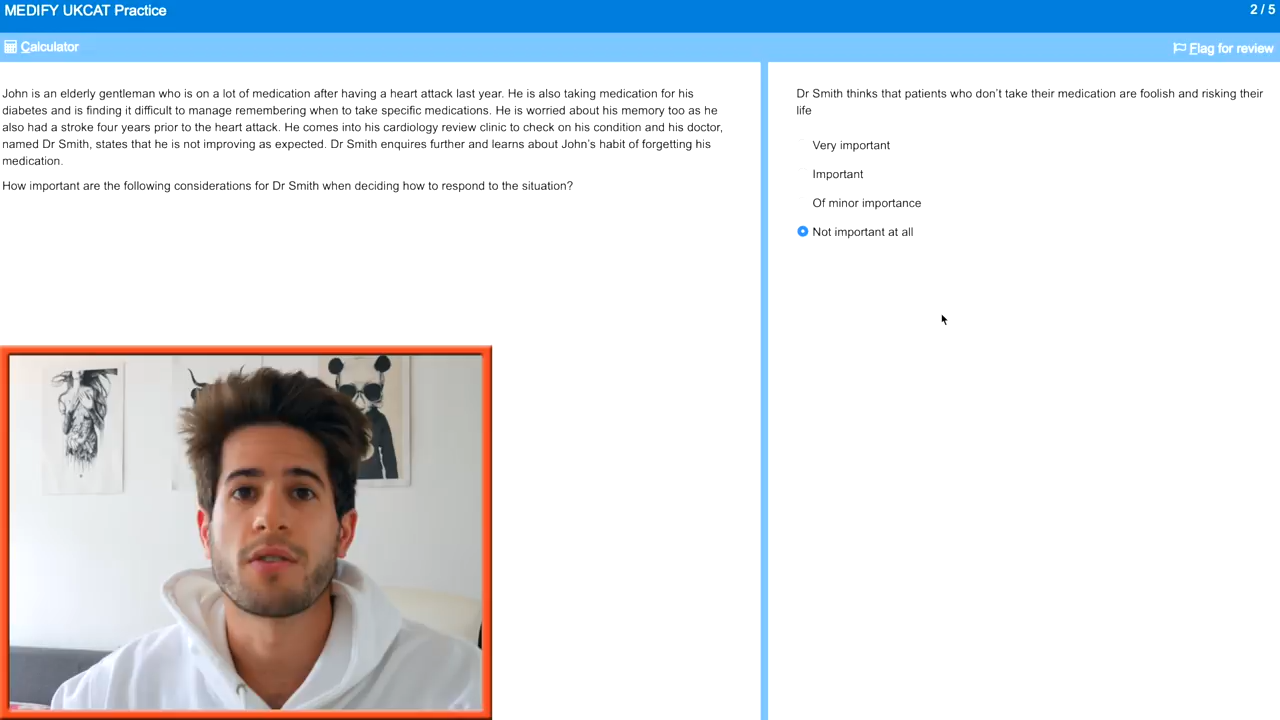 MEDIFY UKCAT Practice
2 / 5
Calculator
Flag for review
John is an elderly gentleman who is on a lot of medication after having a heart attack last year. He is also taking medication for his
diabetes and is finding it difficult to manage remembering when to take specific medications. He is worried about his memory too as he
also had a stroke four years prior to the heart attack. He comes into his cardiology review clinic to check on his condition and his doctor,
named Dr Smith, states that he is not improving as expected. Dr Smith enquires further and learns about John's habit of forgetting his
medication.
How important are the following considerations for Dr Smith when deciding how to respond to the situation?
Dr Smith thinks that patients who don't take their medication are foolish and risking their
life
Very important
Important
Of minor importance
Not important at all